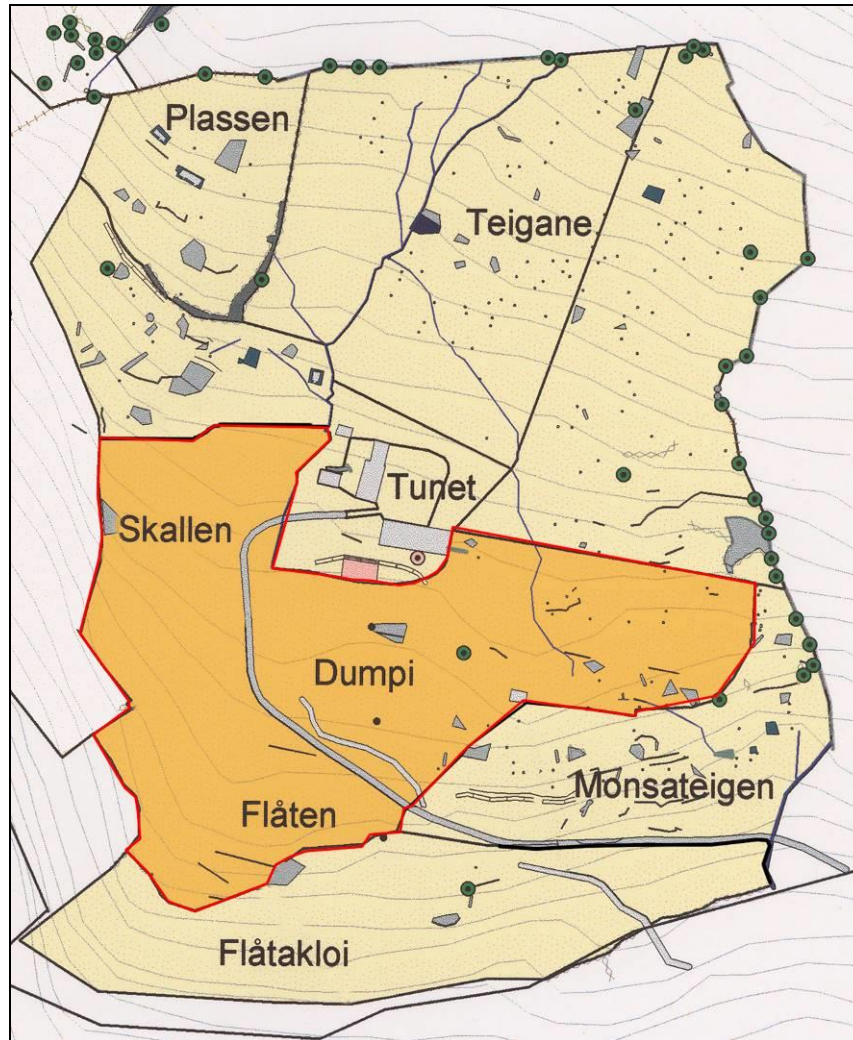 Plassen
Teigane
Tunet
Skallen
Dumpi
Monsateigen
Flåten
Flåtakloi